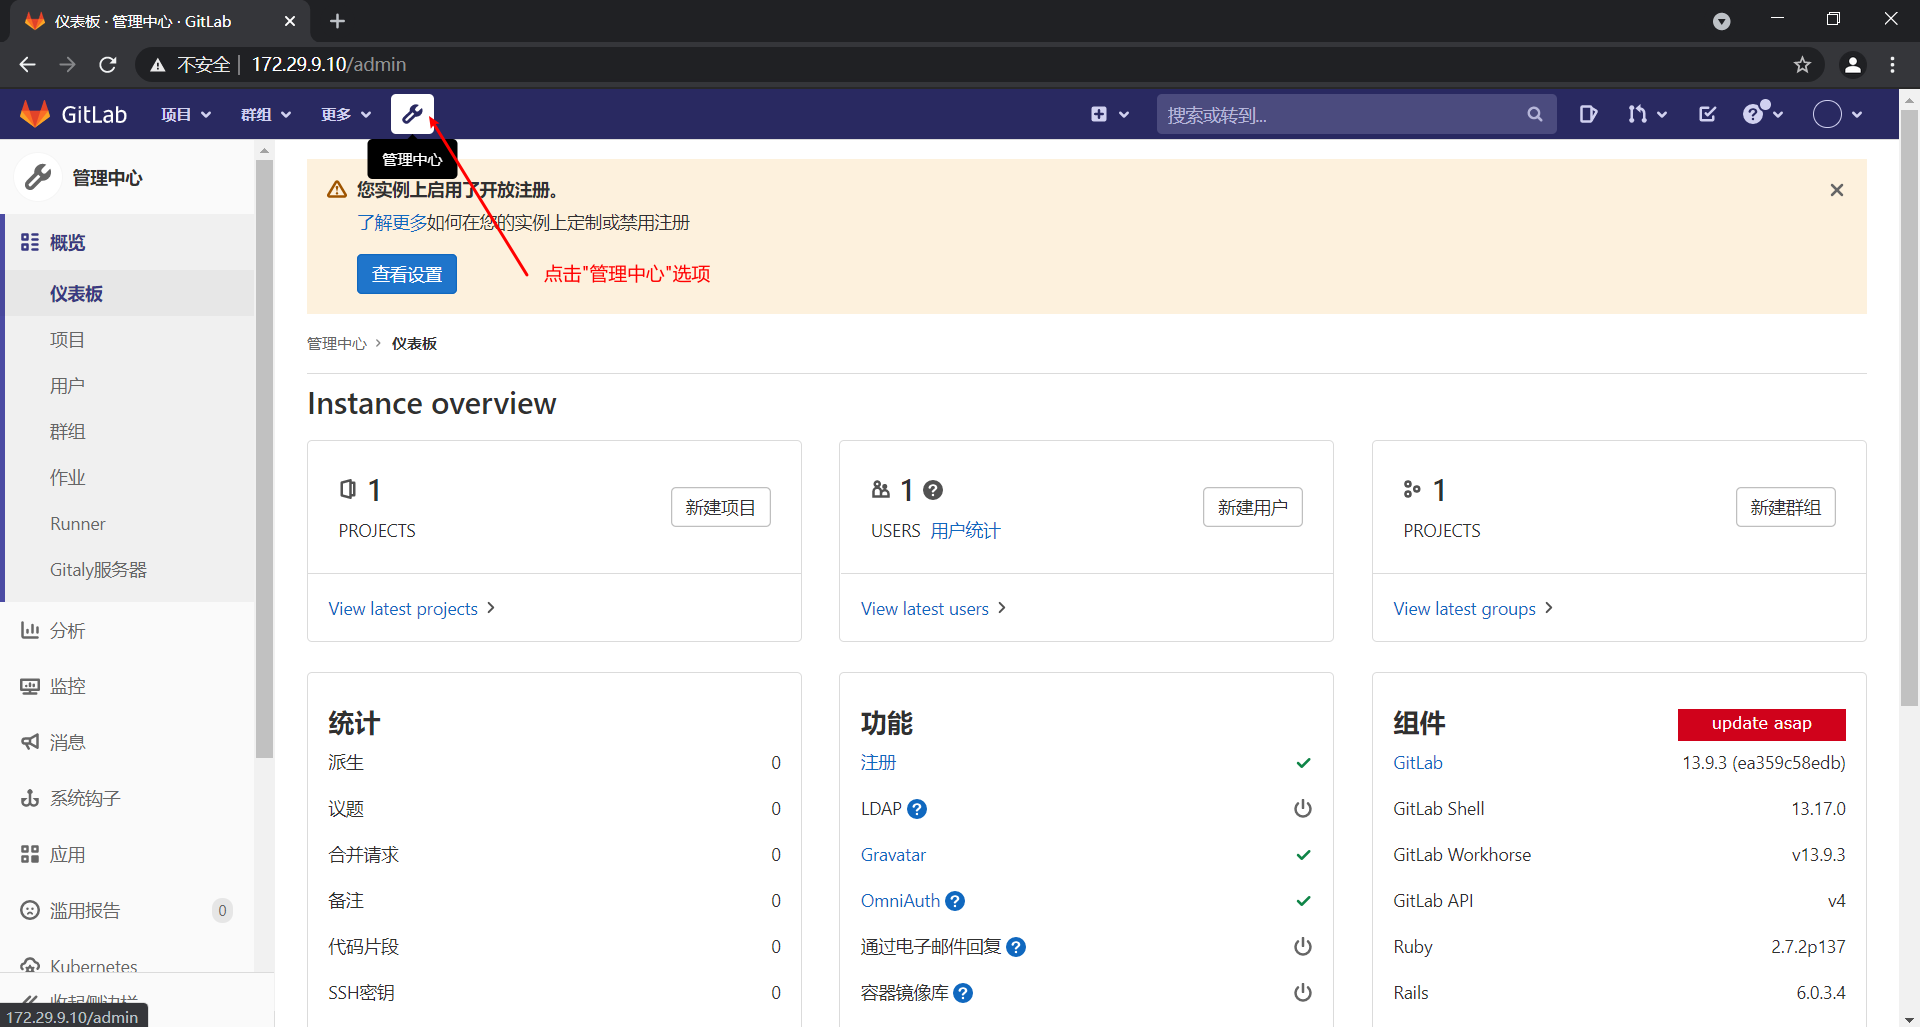 仪表板 · 管理中心 · GitLab
不安全 | 172.29.9.10/admin
GitLab 项目 群组 更多 搜索或转到...
管理中心
管理中心
您实例上启用了开放注册。
了解更多如何在您的实例上定制或禁用注册
查看设置
点击"管理中心"选项
概览
仪表板
项目
用户
群组
作业
Runner
Gitaly服务器
分析
监控
消息
系统钩子
应用
滥用报告 0
Kubernetes
收起侧边栏
172.29.9.10/admin
管理中心 > 仪表板
Instance overview
1
PROJECTS
新建项目
View latest projects
1
USERS 用户统计
新建用户
View latest users
1
PROJECTS
新建群组
View latest groups
统计
派生 0
议题 0
合并请求 0
备注 0
代码片段 0
SSH密钥 0
功能
注册
LDAP
Gravatar
OmniAuth
通过电子邮件回复
容器镜像库
组件 update asap
GitLab 13.9.3 (ea359c58edb)
GitLab Shell 13.17.0
GitLab Workhorse v13.9.3
GitLab API v4
Ruby 2.7.2p137
Rails 6.0.3.4